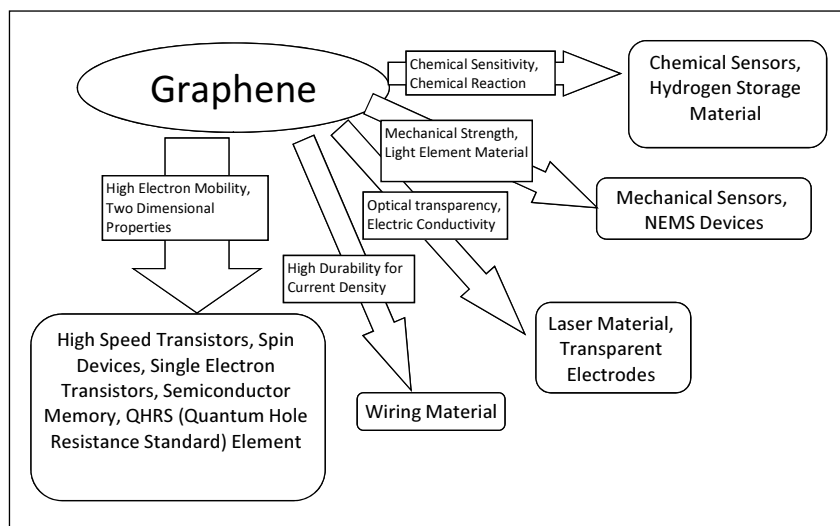 Graphene
Chemical Sensitivity,
Chemical Reaction
Chemical Sensors,
Hydrogen Storage
Material
Mechanical Strength,
Light Element Material
Mechanical Sensors,
NEMS Devices
High Electron Mobility,
Two Dimensional
Properties
Optical transparency,
Electric Conductivity
High Durability for
Current Density
High Speed Transistors, Spin
Devices, Single Electron
Transistors, Semiconductor
Memory, QHRS (Quantum Hole
Resistance Standard) Element
Laser Material,
Transparent
Electrodes
Wiring Material